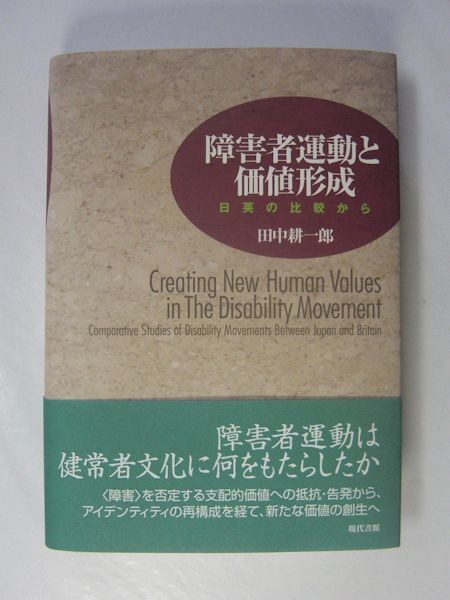 障害者運動と
価値形成
日英の比較から
田中耕一郎
Creating New Human Values
in The Disability Movement
Comparative Studies of Disability Movements Between Japan and Britain
障害者運動は
健常者文化に何をもたらしたか
〈障害〉を否定する支配的価値への抵抗・告発から、
アイデンティティの再構成を経て、新たな価値の創生へ
現代書館